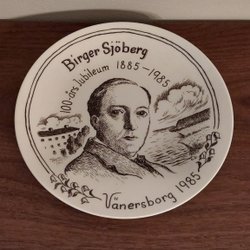 Birger Sjöberg
100-års Jubileum 1885-1985
Vänersborg 1985